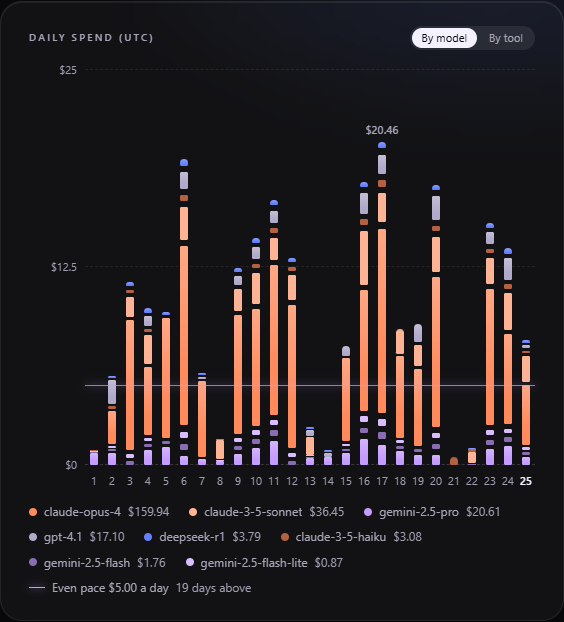 DAILY SPEND (UTC)
By model By tool
$25
$20.46
$12.5
$0
1 2 3 4 5 6 7 8 9 10 11 12 13 14 15 16 17 18 19 20 21 22 23 24 25
claude-opus-4 $159.94 claude-3-5-sonnet $36.45 gemini-2.5-pro $20.61
gpt-4.1 $17.10 deepseek-r1 $3.79 claude-3-5-haiku $3.08
gemini-2.5-flash $1.76 gemini-2.5-flash-lite $0.87
Even pace $5.00 a day 19 days above